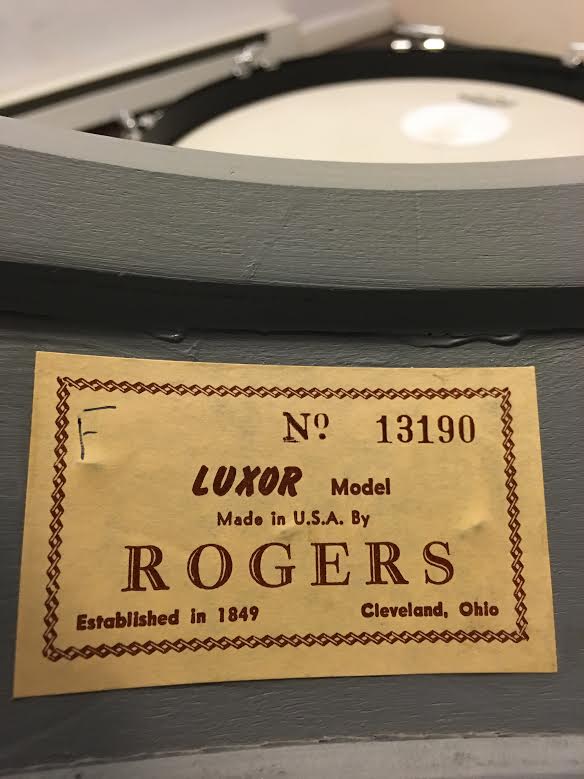 F
Nº 13190
LUXOR Model
Made in U.S.A. By
ROGERS
Established in 1849 Cleveland, Ohio